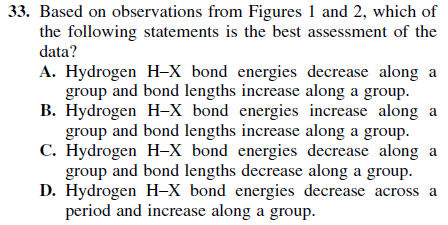 33. Based on observations from Figures 1 and 2, which of
the following statements is the best assessment of the
data?
A. Hydrogen H–X bond energies decrease along a
group and bond lengths increase along a group.
B. Hydrogen H–X bond energies increase along a
group and bond lengths increase along a group.
C. Hydrogen H–X bond energies decrease along a
group and bond lengths decrease along a group.
D. Hydrogen H–X bond energies decrease across a
period and increase along a group.